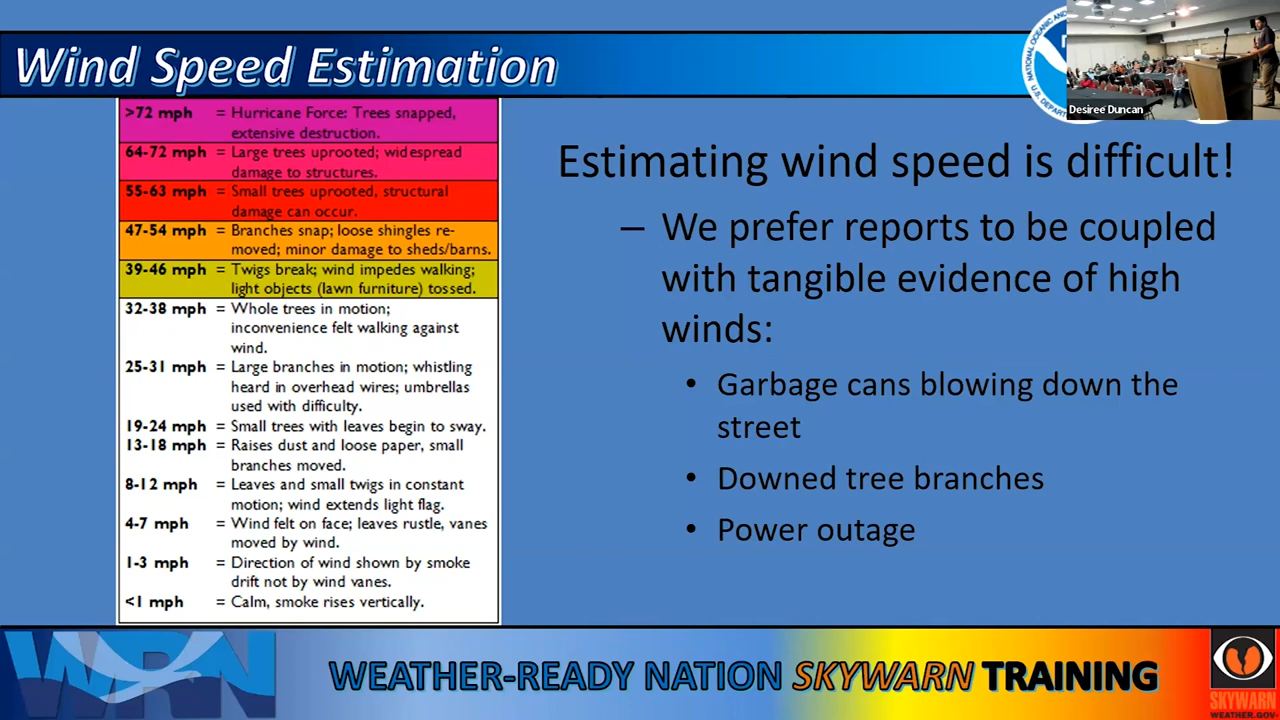 Wind Speed Estimation
NATIONAL OCEANIC AND
U.S. DEPAR
Desiree Duncan
>72 mph = Hurricane Force: Trees snapped,
extensive destruction.
64-72 mph = Large trees uprooted; widespread
damage to structures.
55-63 mph = Small trees uprooted, structural
damage can occur.
47-54 mph = Branches snap; loose shingles re-
moved; minor damage to sheds/barns.
39-46 mph = Twigs break; wind impedes walking;
light objects (lawn furniture) tossed.
32-38 mph = Whole trees in motion;
inconvenience felt walking against
wind.
25-31 mph = Large branches in motion; whistling
heard in overhead wires; umbrellas
used with difficulty.
19-24 mph = Small trees with leaves begin to sway.
13-18 mph = Raises dust and loose paper, small
branches moved.
8-12 mph = Leaves and small twigs in constant
motion; wind extends light flag.
4-7 mph = Wind felt on face; leaves rustle, vanes
moved by wind.
1-3 mph = Direction of wind shown by smoke
drift not by wind vanes.
<1 mph = Calm, smoke rises vertically.
Estimating wind speed is difficult!
– We prefer reports to be coupled
with tangible evidence of high
winds:
• Garbage cans blowing down the
street
• Downed tree branches
• Power outage
WRN
WEATHER-READY NATION SKYWARN TRAINING
SKYWARN
WEATHER.GOV